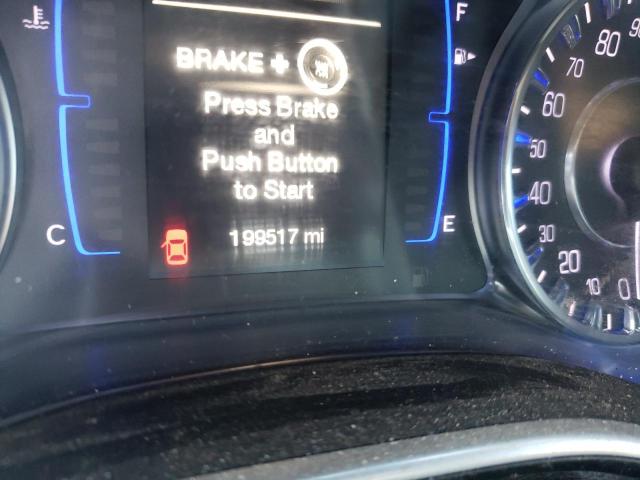 F
BRAKE +
Press Brake
and
Push Button
to Start
199517 mi
C
E
90
80
70
60
50
40
30
20
10
0